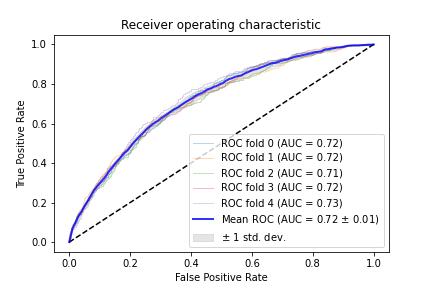 Receiver operating characteristic
True Positive Rate
1.0
0.8
0.6
0.4
0.2
0.0
ROC fold 0 (AUC = 0.72)
ROC fold 1 (AUC = 0.72)
ROC fold 2 (AUC = 0.71)
ROC fold 3 (AUC = 0.72)
ROC fold 4 (AUC = 0.73)
Mean ROC (AUC = 0.72 ± 0.01)
± 1 std. dev.
0.0 0.2 0.4 0.6 0.8 1.0
False Positive Rate